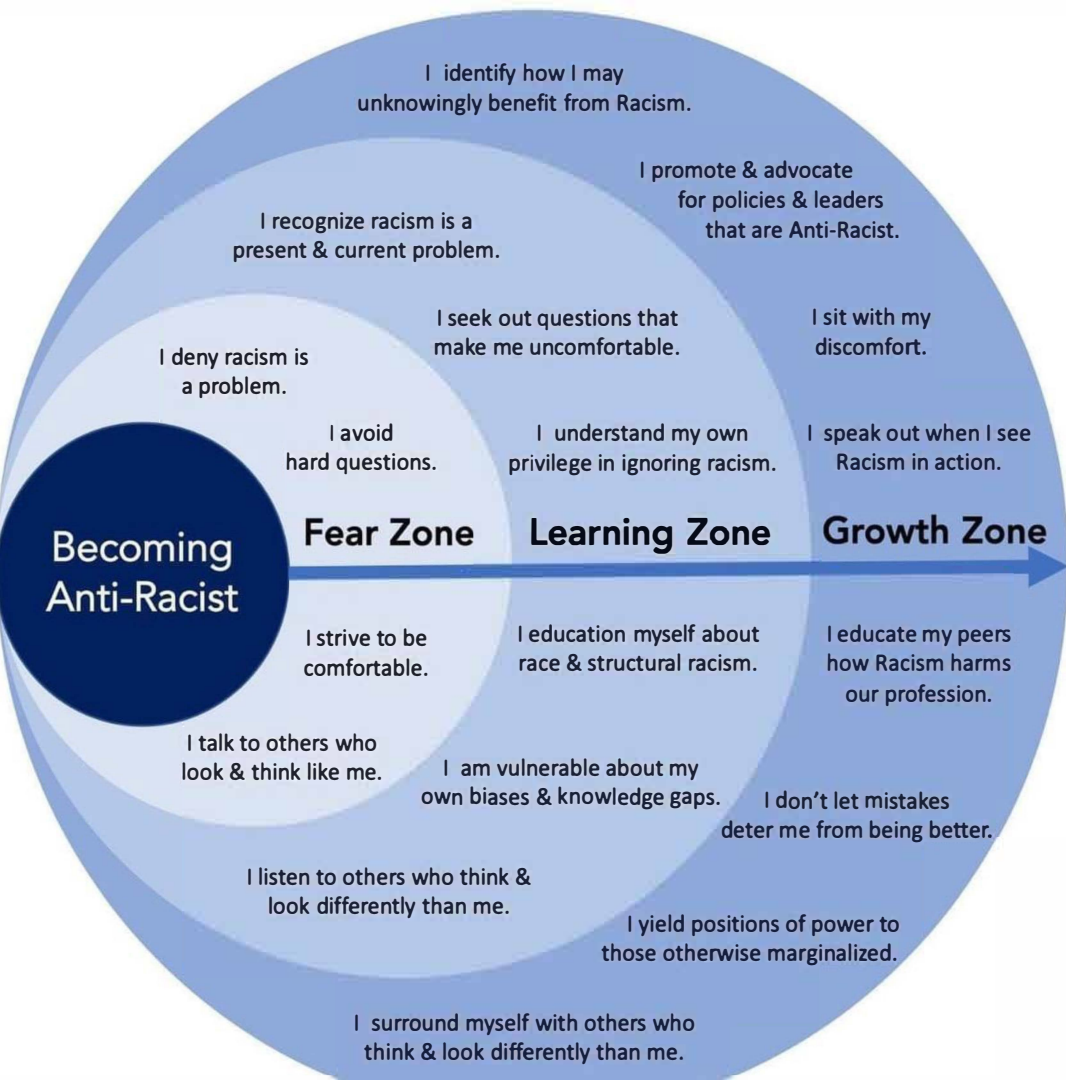 I identify how I may
unknowingly benefit from Racism.
I promote & advocate
for policies & leaders
that are Anti-Racist.
I recognize racism is a
present & current problem.
I seek out questions that
make me uncomfortable.
I sit with my
discomfort.
I deny racism is
a problem.
I avoid
hard questions.
I understand my own
privilege in ignoring racism.
I speak out when I see
Racism in action.
Becoming
Anti-Racist
Fear Zone
Learning Zone
Growth Zone
I strive to be
comfortable.
I education myself about
race & structural racism.
I educate my peers
how Racism harms
our profession.
I talk to others who
look & think like me.
I am vulnerable about my
own biases & knowledge gaps.
I don't let mistakes
deter me from being better.
I listen to others who think &
look differently than me.
I yield positions of power to
those otherwise marginalized.
I surround myself with others who
think & look differently than me.